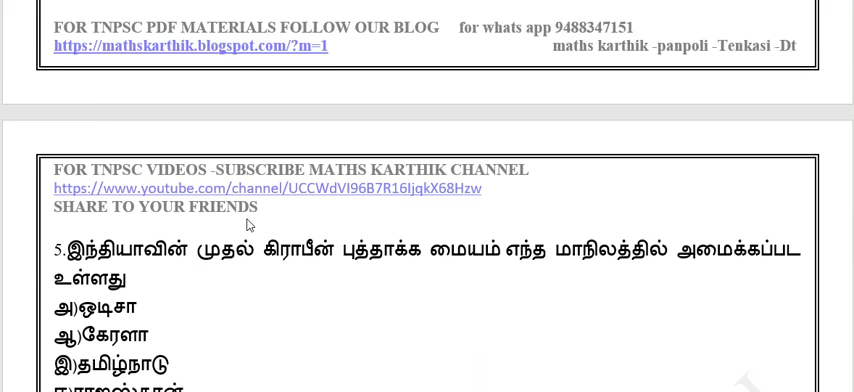 FOR TNPSC PDF MATERIALS FOLLOW OUR BLOG for whats app 9488347151
https://mathskarthik.blogspot.com/?m=1 maths karthik -panpoli -Tenkasi -Dt
FOR TNPSC VIDEOS -SUBSCRIBE MATHS KARTHIK CHANNEL
https://www.youtube.com/channel/UCCWdVI96B7R16IjqkX68Hzw
SHARE TO YOUR FRIENDS
5.இந்தியாவின் முதல் கிராபீன் புத்தாக்க மையம் எந்த மாநிலத்தில் அமைக்கப்பட
உள்ளது
அ)ஒடிசா
ஆ)கேரளா
இ)தமிழ்நாடு